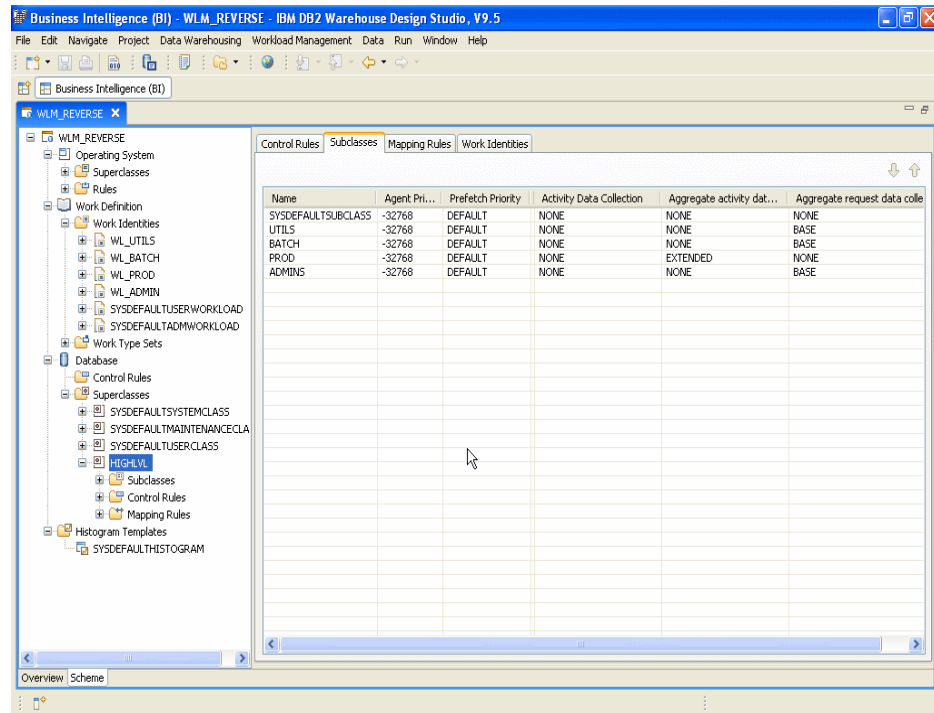 Business Intelligence (BI) - WLM_REVERSE - IBM DB2 Warehouse Design Studio, V9.5
File Edit Navigate Project Data Warehousing Workload Management Data Run Window Help
Business Intelligence (BI)
WLM_REVERSE
WLM_REVERSE
Operating System
Superclasses
Rules
Work Definition
Work Identities
WL_UTILS
WL_BATCH
WL_PROD
WL_ADMIN
SYSDEFAULTUSERWORKLOAD
SYSDEFAULTADMWORKLOAD
Work Type Sets
Database
Control Rules
Superclasses
SYSDEFAULTSYSTEMCLASS
SYSDEFAULTMAINTENANCECLA
SYSDEFAULTUSERCLASS
HIGHLVL
Subclasses
Control Rules
Mapping Rules
Histogram Templates
SYSDEFAULTHISTOGRAM
Control Rules Subclasses Mapping Rules Work Identities
Name Agent Pri... Prefetch Priority Activity Data Collection Aggregate activity dat... Aggregate request data colle
SYSDEFAULTSUBCLASS -32768 DEFAULT NONE NONE NONE
UTILS -32768 DEFAULT NONE NONE BASE
BATCH -32768 DEFAULT NONE NONE BASE
PROD -32768 DEFAULT NONE EXTENDED NONE
ADMINS -32768 DEFAULT NONE NONE BASE
Overview Scheme